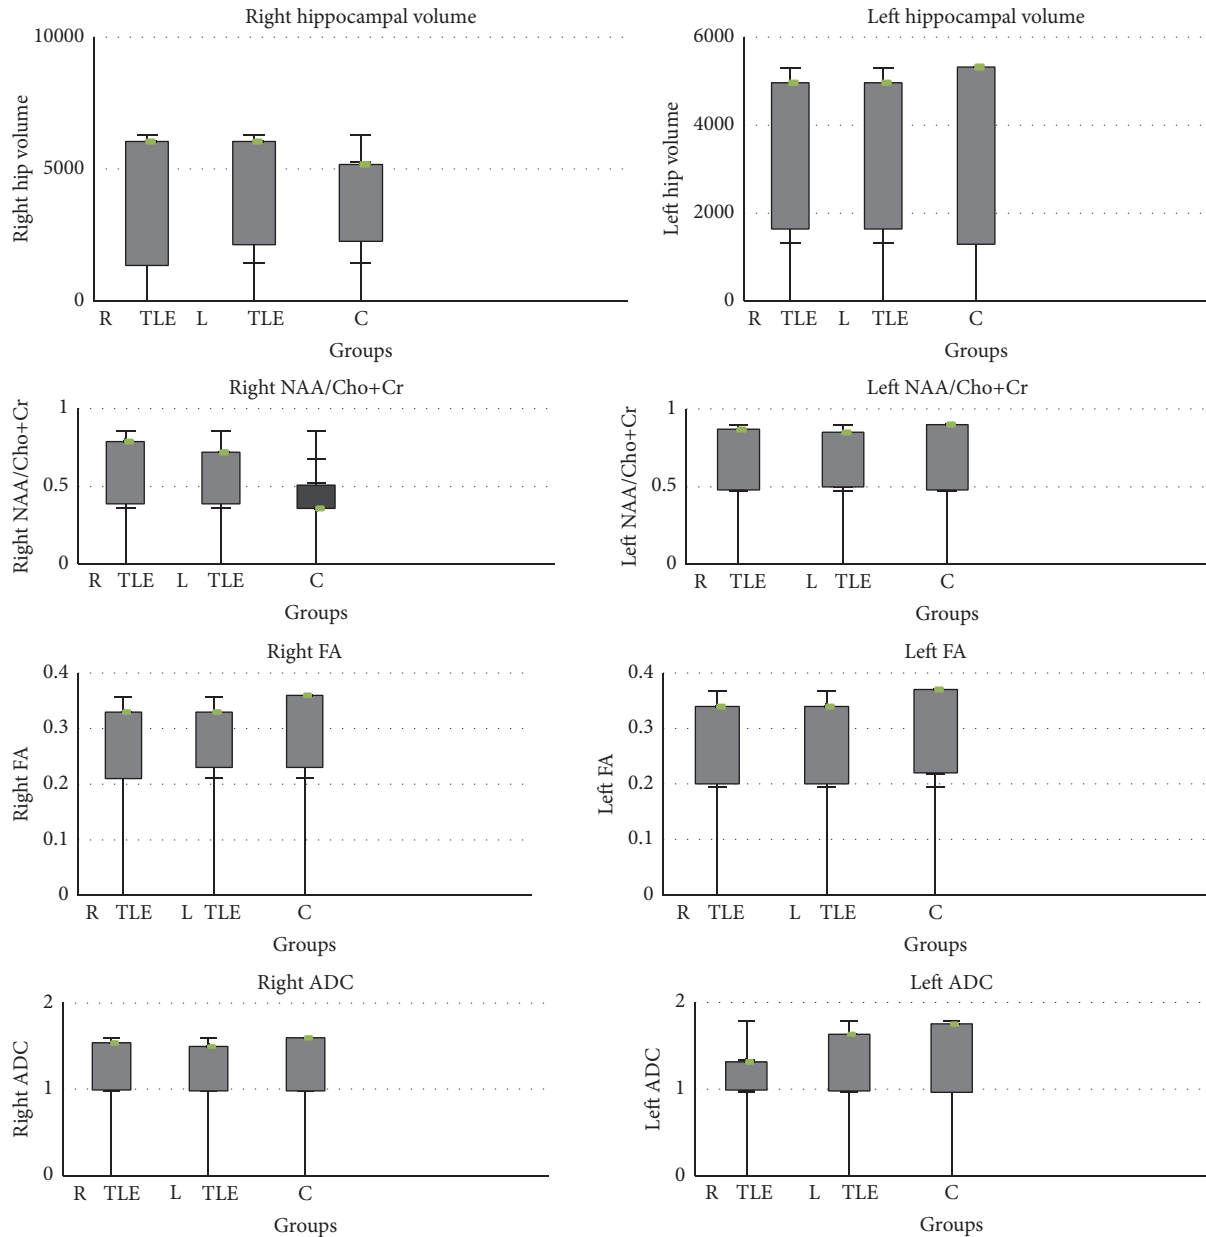 Right hippocampal volume
10000
5000
0
Right hip volume
R TLE L TLE C
Groups
Left hippocampal volume
6000
4000
2000
0
Left hip volume
R TLE L TLE C
Groups
Right NAA/Cho+Cr
1
0.5
0
Right NAA/Cho+Cr
R TLE L TLE C
Groups
Left NAA/Cho+Cr
1
0.5
0
Left NAA/Cho+Cr
R TLE L TLE C
Groups
Right FA
0.4
0.3
0.2
0.1
0
Right FA
R TLE L TLE C
Groups
Left FA
0.4
0.3
0.2
0.1
0
Left FA
R TLE L TLE C
Groups
Right ADC
2
1
0
Right ADC
R TLE L TLE C
Groups
Left ADC
2
1
0
Left ADC
R TLE L TLE C
Groups